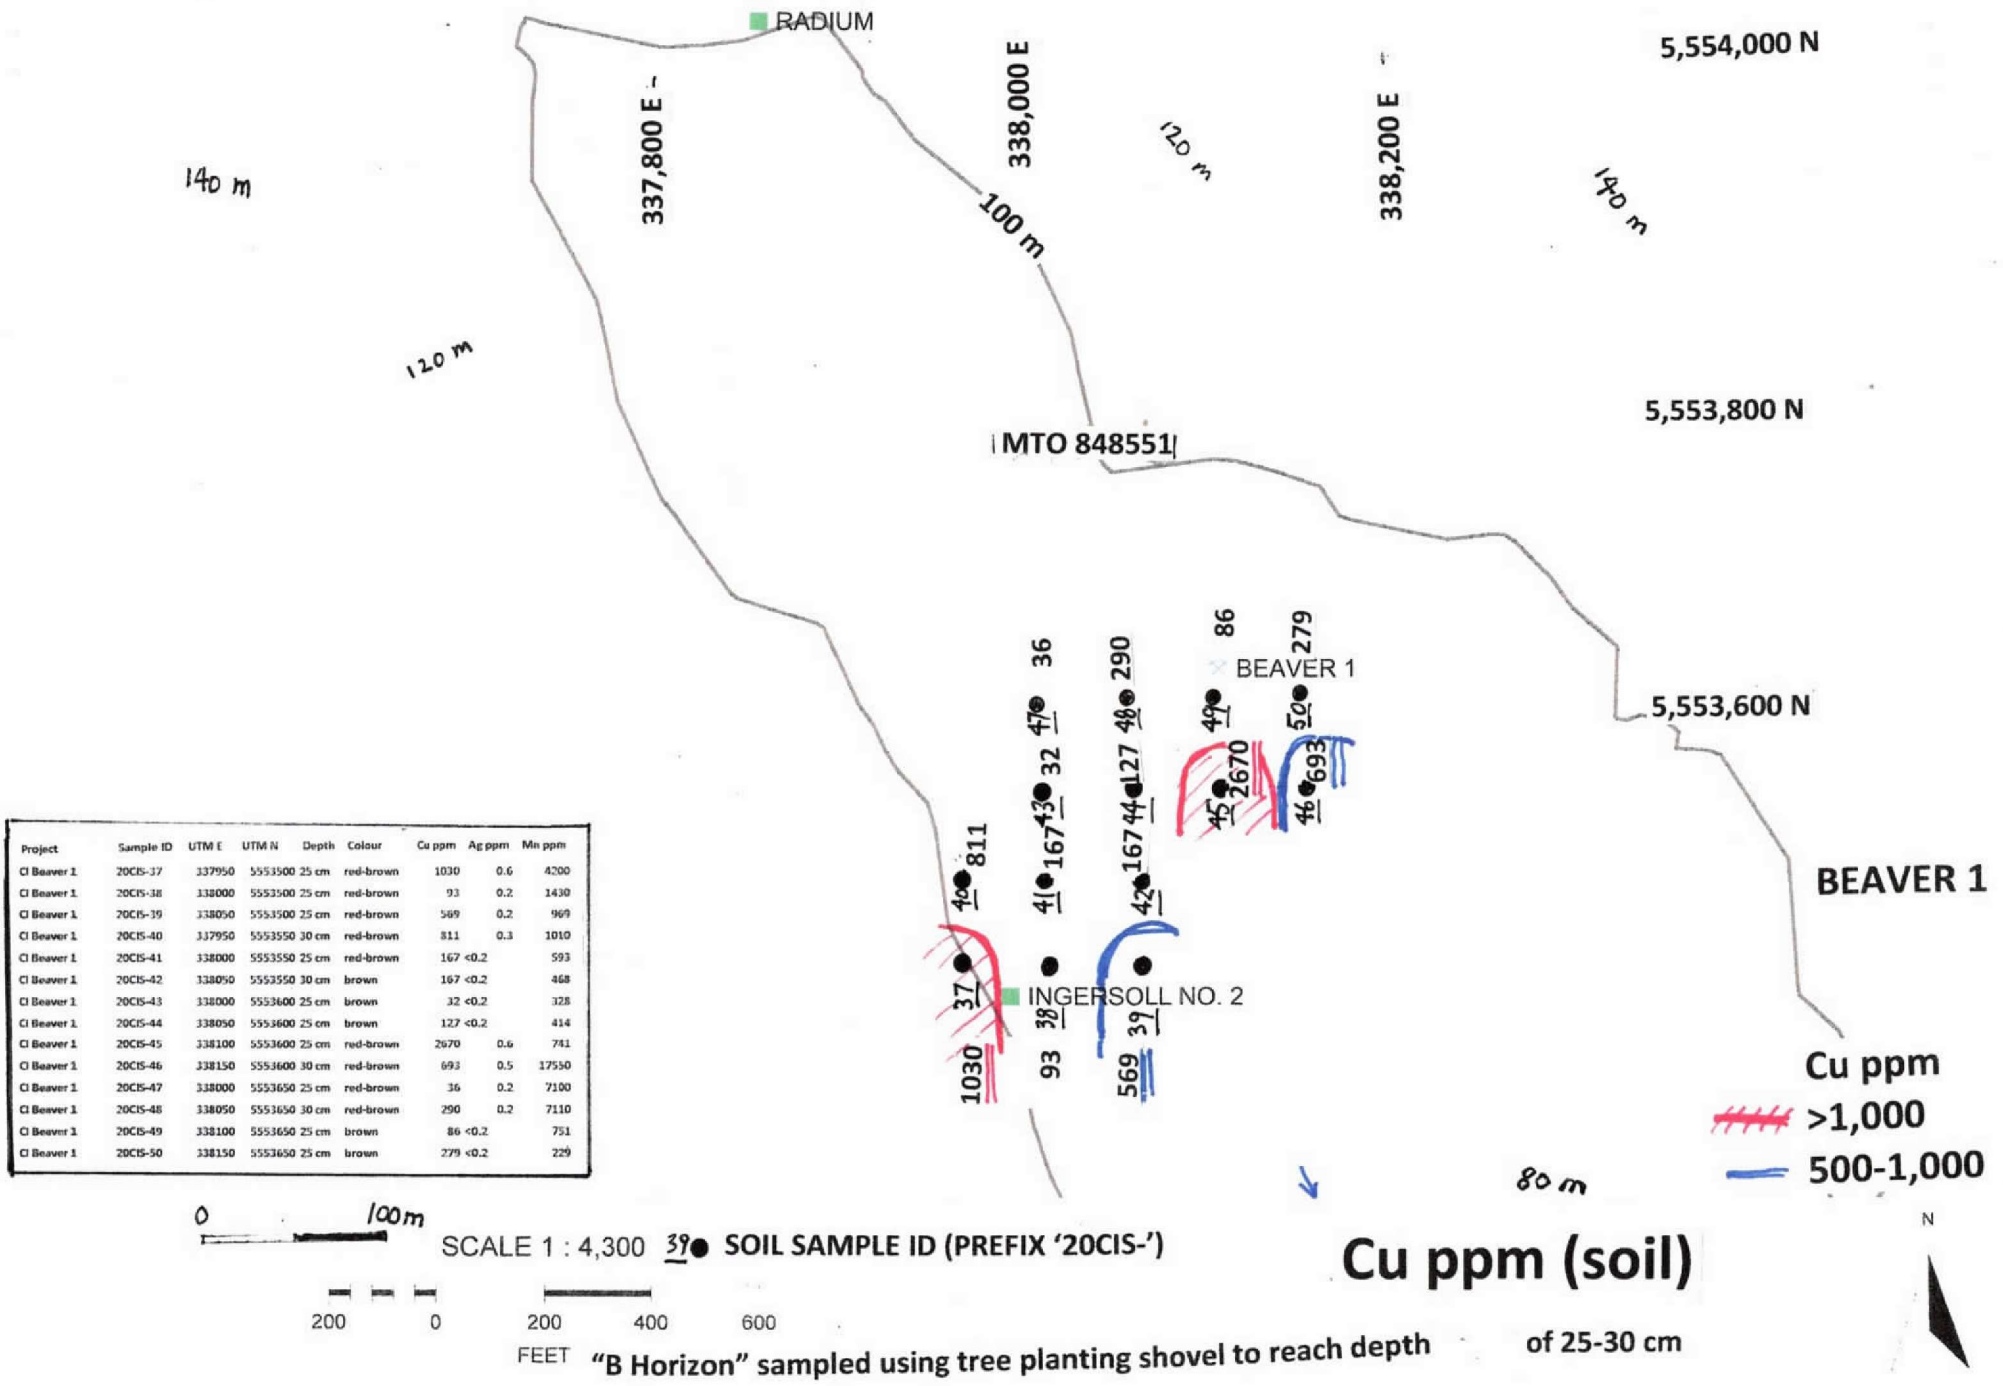 RADIUM
5,554,000 N
337,800 E
338,000 E
338,200 E
120 m
140 m
140 m
100 m
120 m
5,553,800 N
MTO 848551
36
290
86
279
BEAVER 1
47
48
49
50
5,553,600 N
32
127
2670
693
43
44
45
46
811
167
167
40
41
42
BEAVER 1
37
INGERSOLL NO. 2
38
39
1030
93
569
Project Sample ID UTM E UTM N Depth Colour Cu ppm Ag ppm Mn ppm
CI Beaver 1 20CIS-37 337950 5553500 25 cm red-brown 1030 0.6 4200
CI Beaver 1 20CIS-38 338000 5553500 25 cm red-brown 93 0.2 1430
CI Beaver 1 20CIS-39 338050 5553500 25 cm red-brown 569 0.2 969
CI Beaver 1 20CIS-40 337950 5553550 30 cm red-brown 811 0.3 1010
CI Beaver 1 20CIS-41 338000 5553550 25 cm red-brown 167 <0.2 593
CI Beaver 1 20CIS-42 338050 5553550 30 cm brown 167 <0.2 468
CI Beaver 1 20CIS-43 338000 5553600 25 cm brown 32 <0.2 328
CI Beaver 1 20CIS-44 338050 5553600 25 cm brown 127 <0.2 414
CI Beaver 1 20CIS-45 338100 5553600 25 cm red-brown 2670 0.6 741
CI Beaver 1 20CIS-46 338150 5553600 30 cm red-brown 693 0.5 17550
CI Beaver 1 20CIS-47 338000 5553650 25 cm red-brown 36 0.2 7100
CI Beaver 1 20CIS-48 338050 5553650 30 cm red-brown 290 0.2 7110
CI Beaver 1 20CIS-49 338100 5553650 25 cm brown 86 <0.2 751
CI Beaver 1 20CIS-50 338150 5553650 25 cm brown 279 <0.2 229
Cu ppm
>1,000
500-1,000
80 m
0 100m
SCALE 1 : 4,300 39 SOIL SAMPLE ID (PREFIX '20CIS-')
Cu ppm (soil)
N
200 0 200 400 600
FEET
"B Horizon" sampled using tree planting shovel to reach depth of 25-30 cm